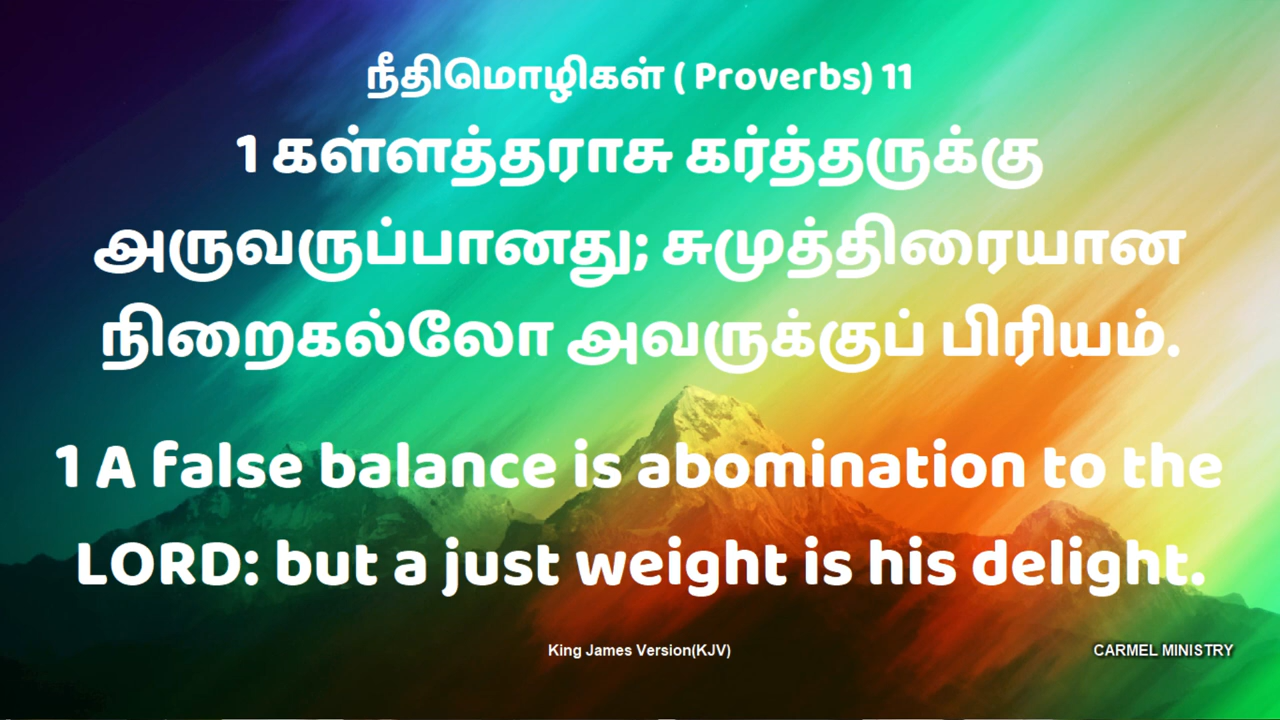 நீதிமொழிகள் ( Proverbs) 11
1 கள்ளத்தராசு கர்த்தருக்கு
அருவருப்பானது; சுமுத்திரையான
நிறைகல்லோ அவருக்குப் பிரியம்.
1 A false balance is abomination to the
LORD: but a just weight is his delight.
King James Version(KJV)
CARMEL MINISTRY